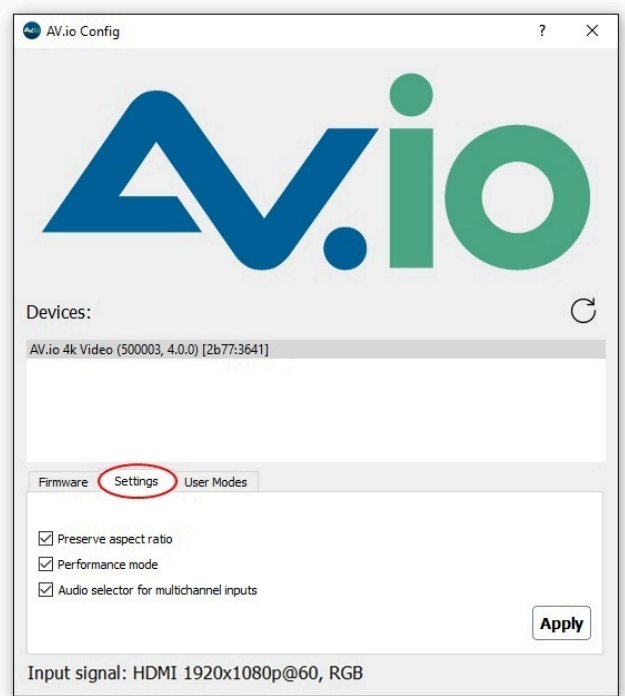 AV.io Config
AV.io
Devices:
AV.io 4k Video (500003, 4.0.0) [2b77:3641]
Firmware Settings User Modes
Preserve aspect ratio
Performance mode
Audio selector for multichannel inputs
Apply
Input signal: HDMI 1920x1080p@60, RGB